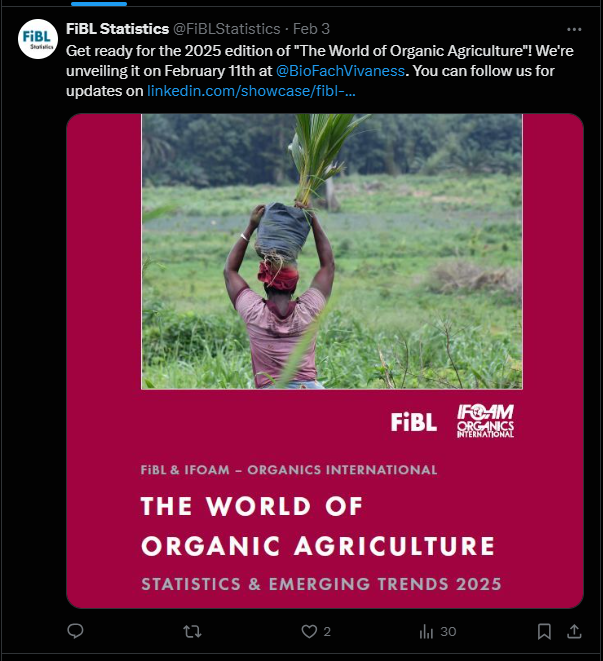 FiBL
Statistics
FiBL Statistics @FiBLStatistics · Feb 3
Get ready for the 2025 edition of "The World of Organic Agriculture"! We're
unveiling it on February 11th at @BioFachVivaness. You can follow us for
updates on linkedin.com/showcase/fibl-...
FiBL
IFOAM
ORGANICS
INTERNATIONAL
FiBL & IFOAM – ORGANICS INTERNATIONAL
THE WORLD OF
ORGANIC AGRICULTURE
STATISTICS & EMERGING TRENDS 2025
2
30